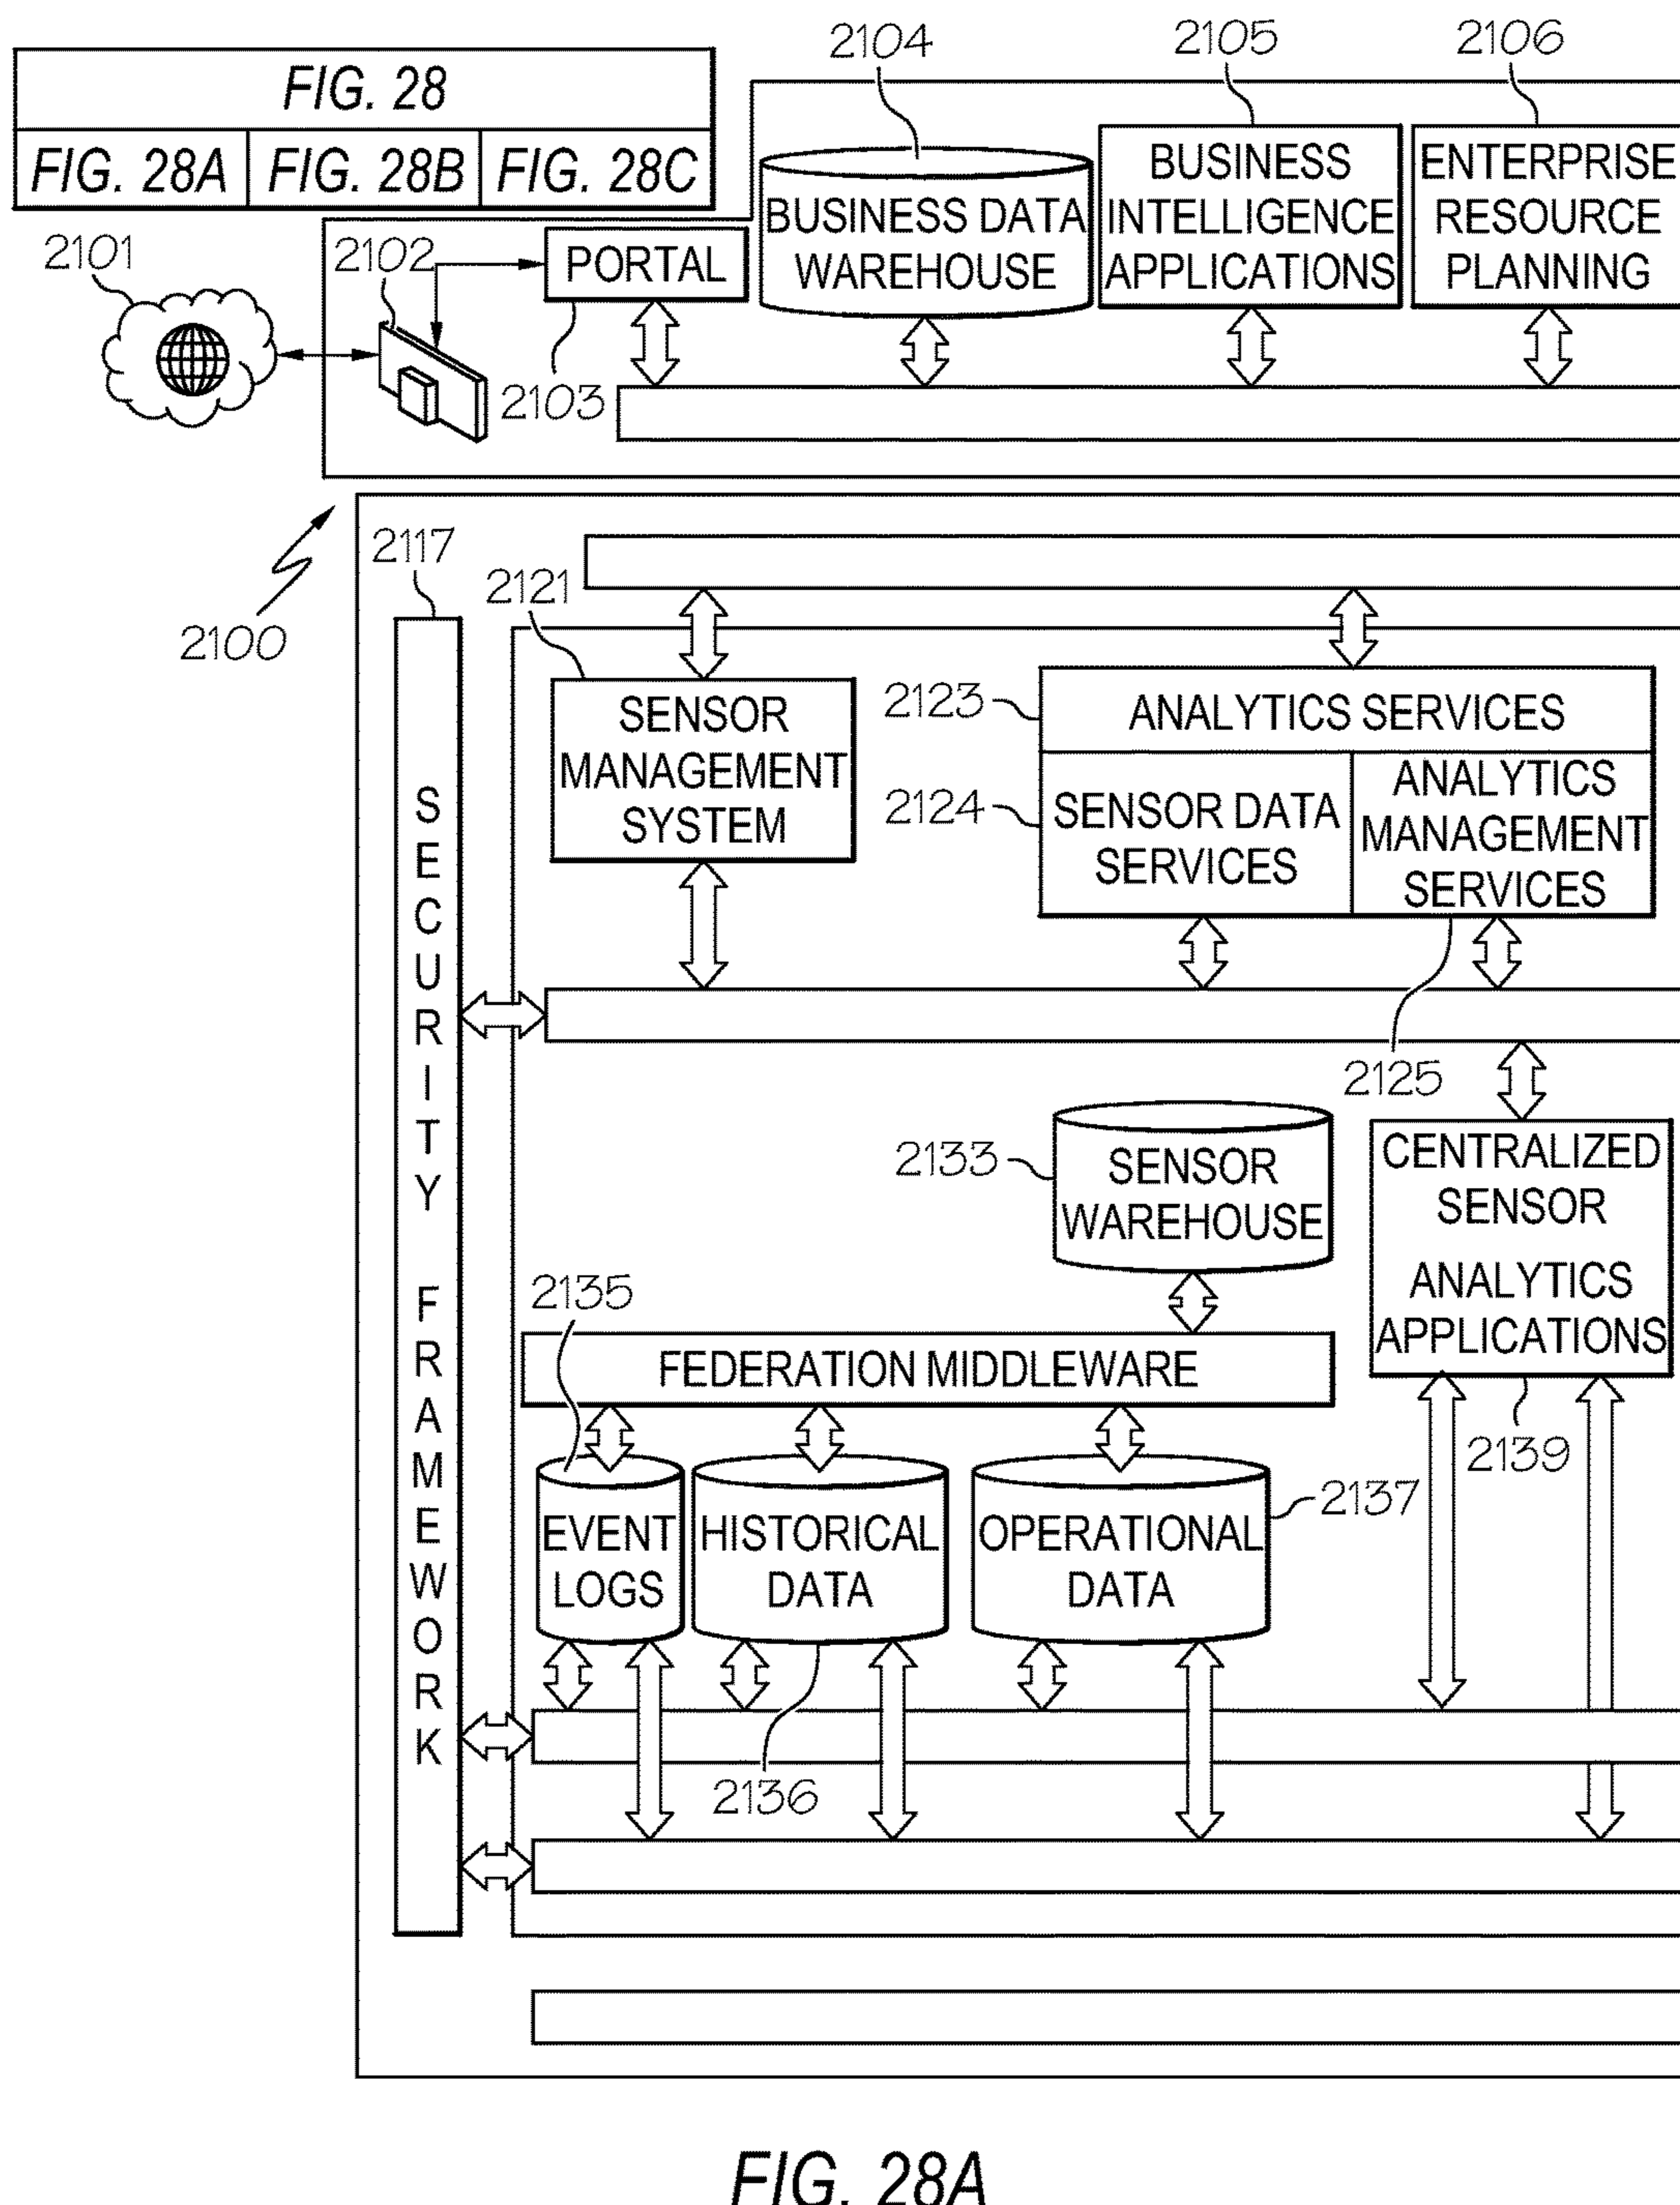 FIG. 28
FIG. 28A FIG. 28B FIG. 28C
2104
2105
2106
BUSINESS DATA
WAREHOUSE
BUSINESS
INTELLIGENCE
APPLICATIONS
ENTERPRISE
RESOURCE
PLANNING
2101
2102
PORTAL
2103
2100
2117
SECURITY FRAMEWORK
2121
SENSOR
MANAGEMENT
SYSTEM
2123
ANALYTICS SERVICES
2124
SENSOR DATA
SERVICES
ANALYTICS
MANAGEMENT
SERVICES
2125
2133
SENSOR
WAREHOUSE
CENTRALIZED
SENSOR
ANALYTICS
APPLICATIONS
2139
2135
FEDERATION MIDDLEWARE
EVENT
LOGS
HISTORICAL
DATA
OPERATIONAL
DATA
2137
2136
FIG. 28A